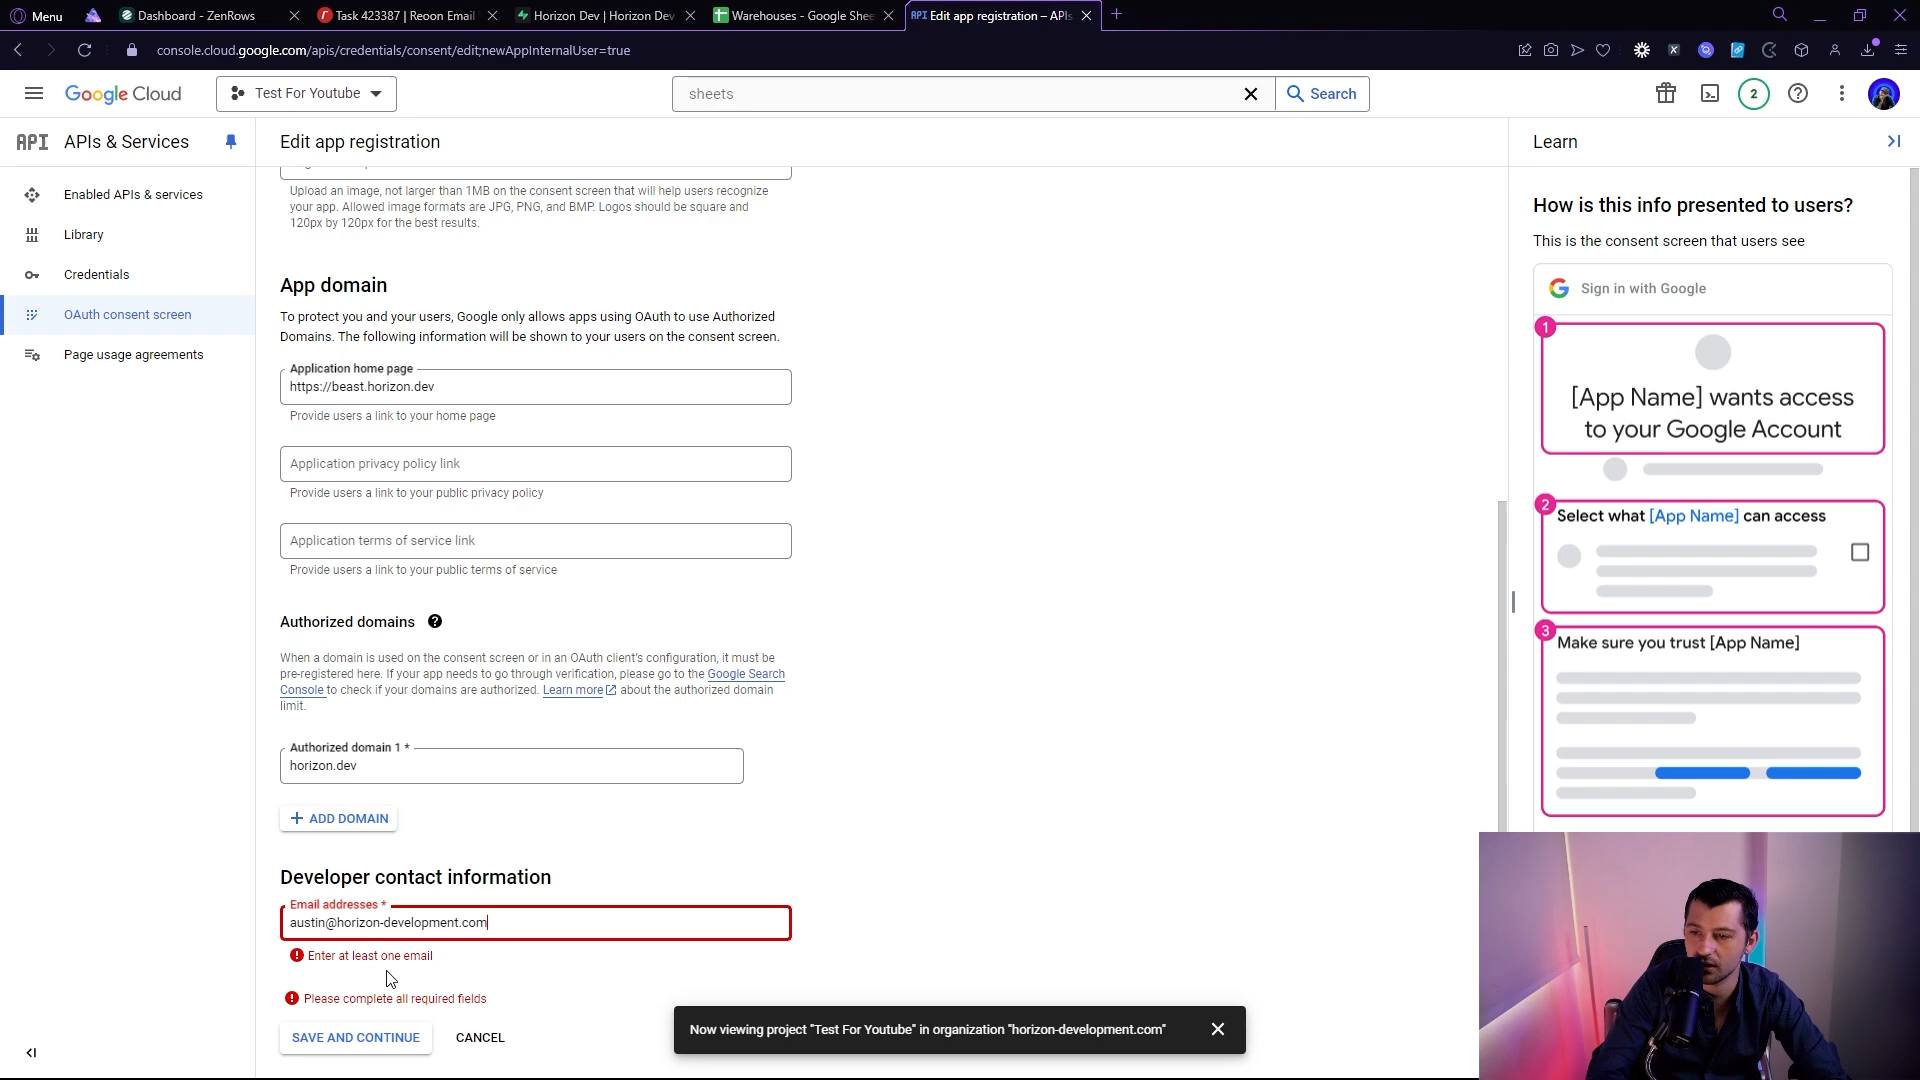 Menu
Dashboard - ZenRows
Task 423387 | Reoon Email
Horizon Dev | Horizon Dev
Warehouses - Google Shee
API Edit app registration – APIs
console.cloud.google.com/apis/credentials/consent/edit;newAppInternalUser=true
Google Cloud
Test For Youtube
sheets
Search
2
API APIs & Services
Edit app registration
Learn
Enabled APIs & services
Library
Credentials
OAuth consent screen
Page usage agreements
Upload an image, not larger than 1MB on the consent screen that will help users recognize
your app. Allowed image formats are JPG, PNG, and BMP. Logos should be square and
120px by 120px for the best results.
App domain
To protect you and your users, Google only allows apps using OAuth to use Authorized
Domains. The following information will be shown to your users on the consent screen.
Application home page
https://beast.horizon.dev
Provide users a link to your home page
Application privacy policy link
Provide users a link to your public privacy policy
Application terms of service link
Provide users a link to your public terms of service
Authorized domains
When a domain is used on the consent screen or in an OAuth client's configuration, it must be
pre-registered here. If your app needs to go through verification, please go to the Google Search
Console to check if your domains are authorized. Learn more about the authorized domain
limit.
Authorized domain 1 *
horizon.dev
ADD DOMAIN
Developer contact information
Email addresses *
austin@horizon-development.com
Enter at least one email
Please complete all required fields
SAVE AND CONTINUE
CANCEL
Now viewing project "Test For Youtube" in organization "horizon-development.com"
How is this info presented to users?
This is the consent screen that users see
Sign in with Google
1
[App Name] wants access
to your Google Account
2
Select what [App Name] can access
3
Make sure you trust [App Name]